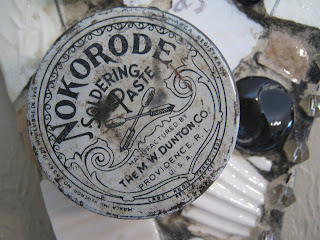 NOKORODE
SOLDERING
PASTE
MANUFACTURED BY
THE M.W. DUNTON CO.
PROVIDENCE, R.I.
U.S.A.